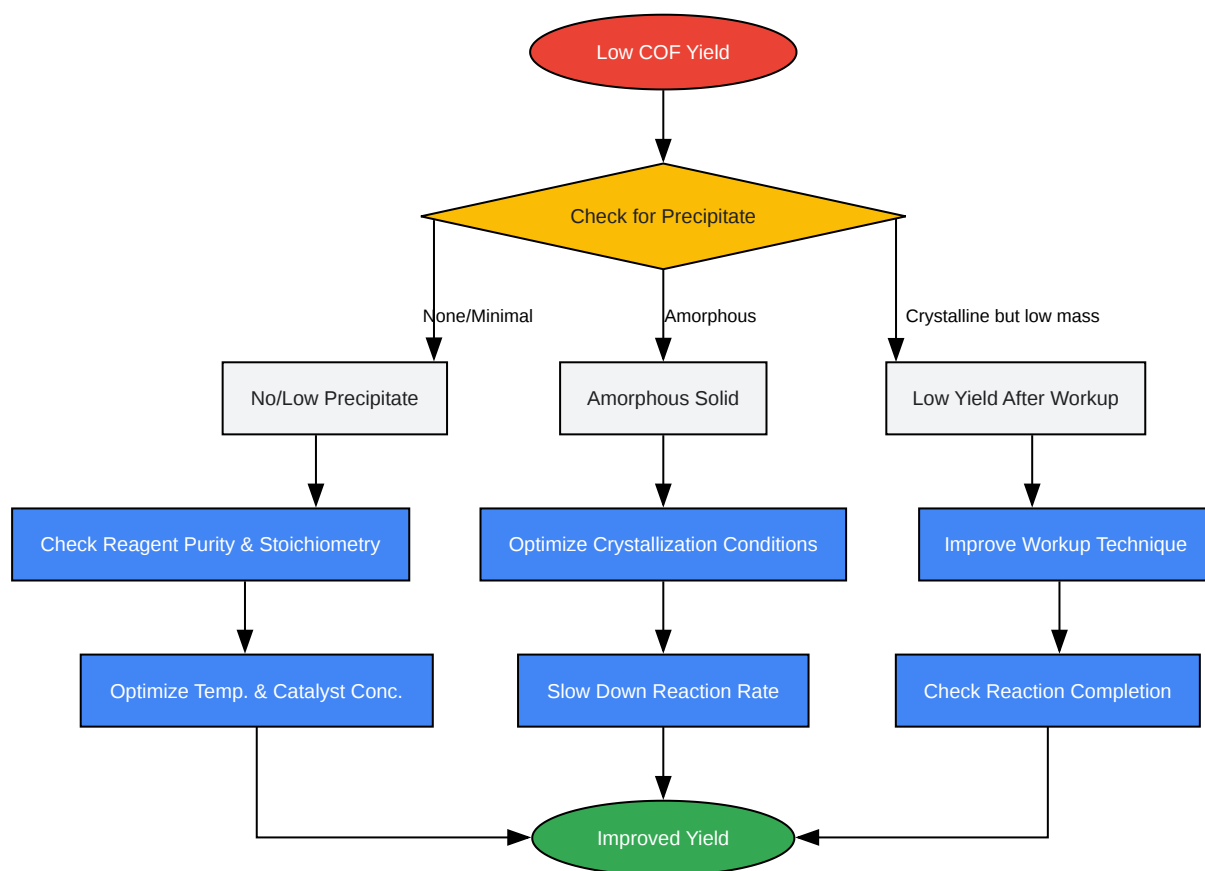 Low COF Yield
Check for Precipitate
None/Minimal
Amorphous
Crystalline but low mass
No/Low Precipitate
Amorphous Solid
Low Yield After Workup
Check Reagent Purity & Stoichiometry
Optimize Crystallization Conditions
Improve Workup Technique
Optimize Temp. & Catalyst Conc.
Slow Down Reaction Rate
Check Reaction Completion
Improved Yield